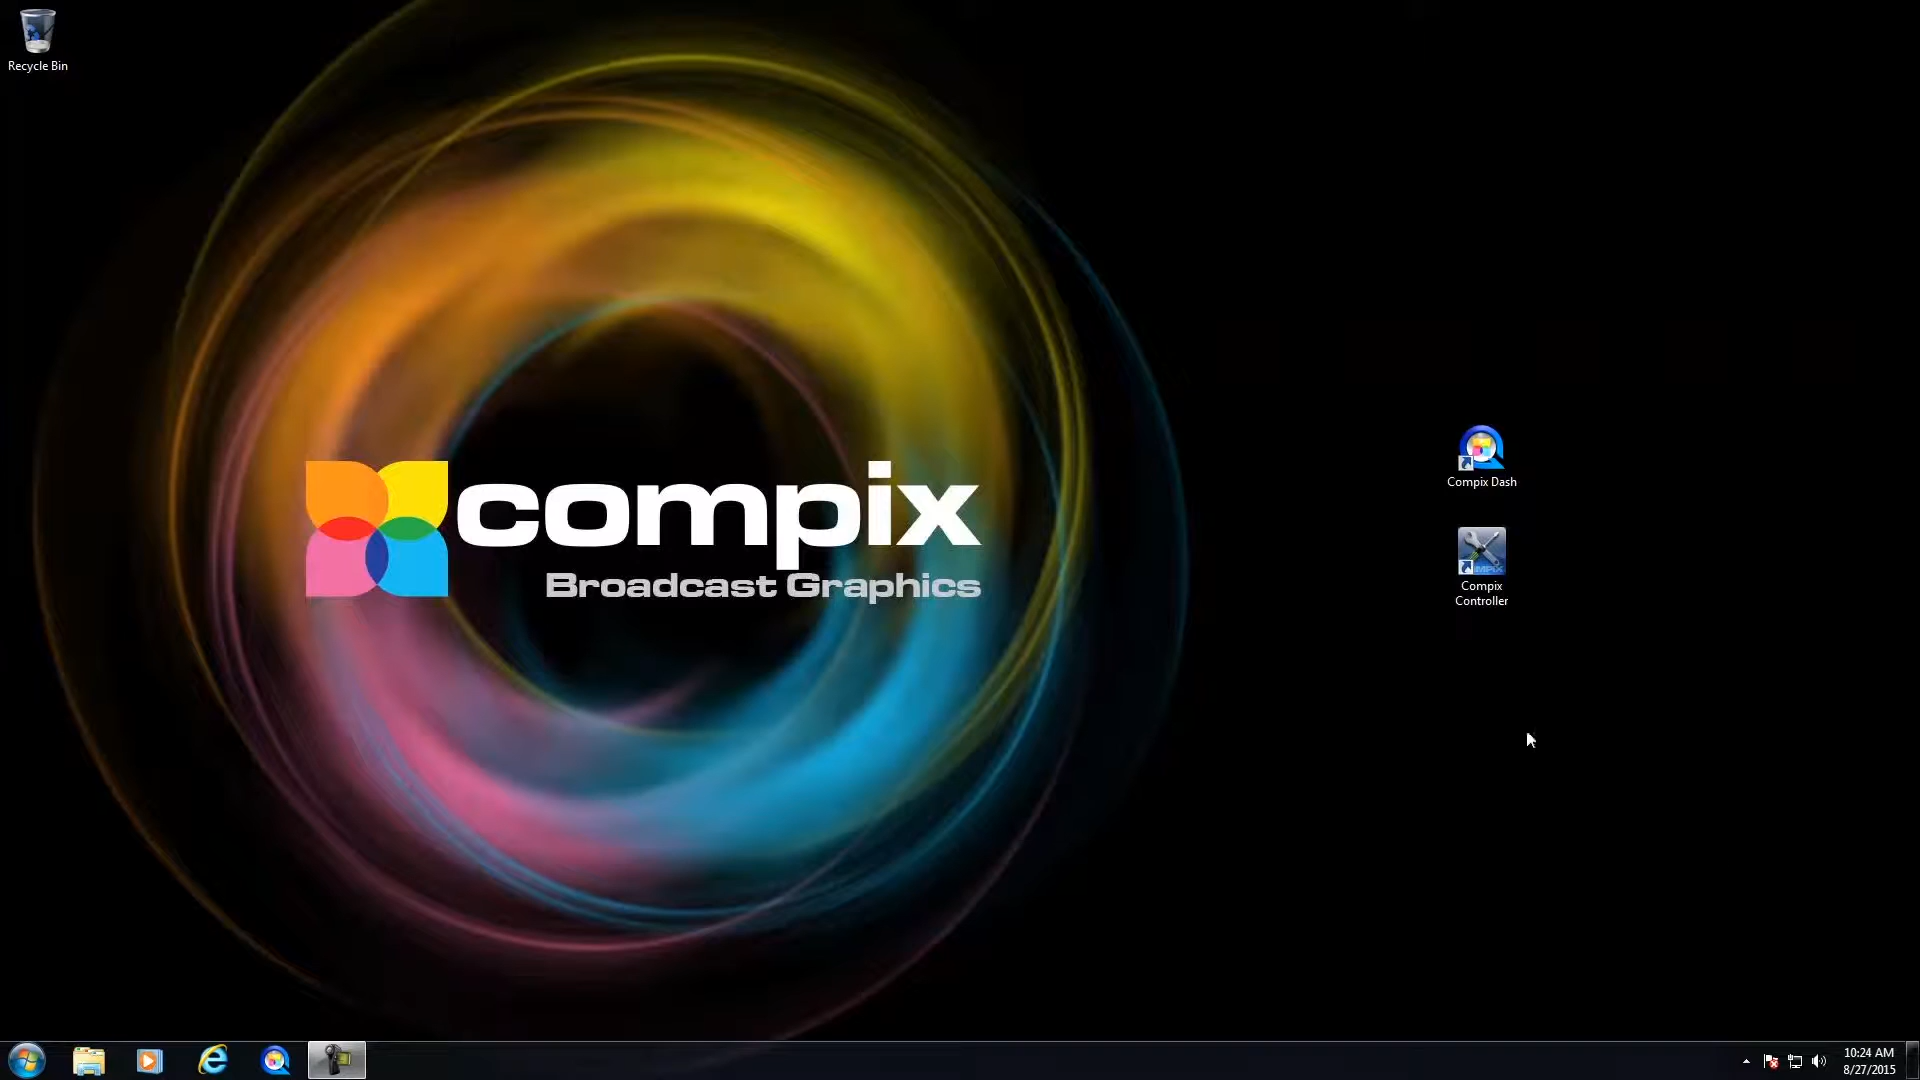 Recycle Bin
compix
Broadcast Graphics
Compix Dash
Compix
Controller
10:24 AM
8/27/2015